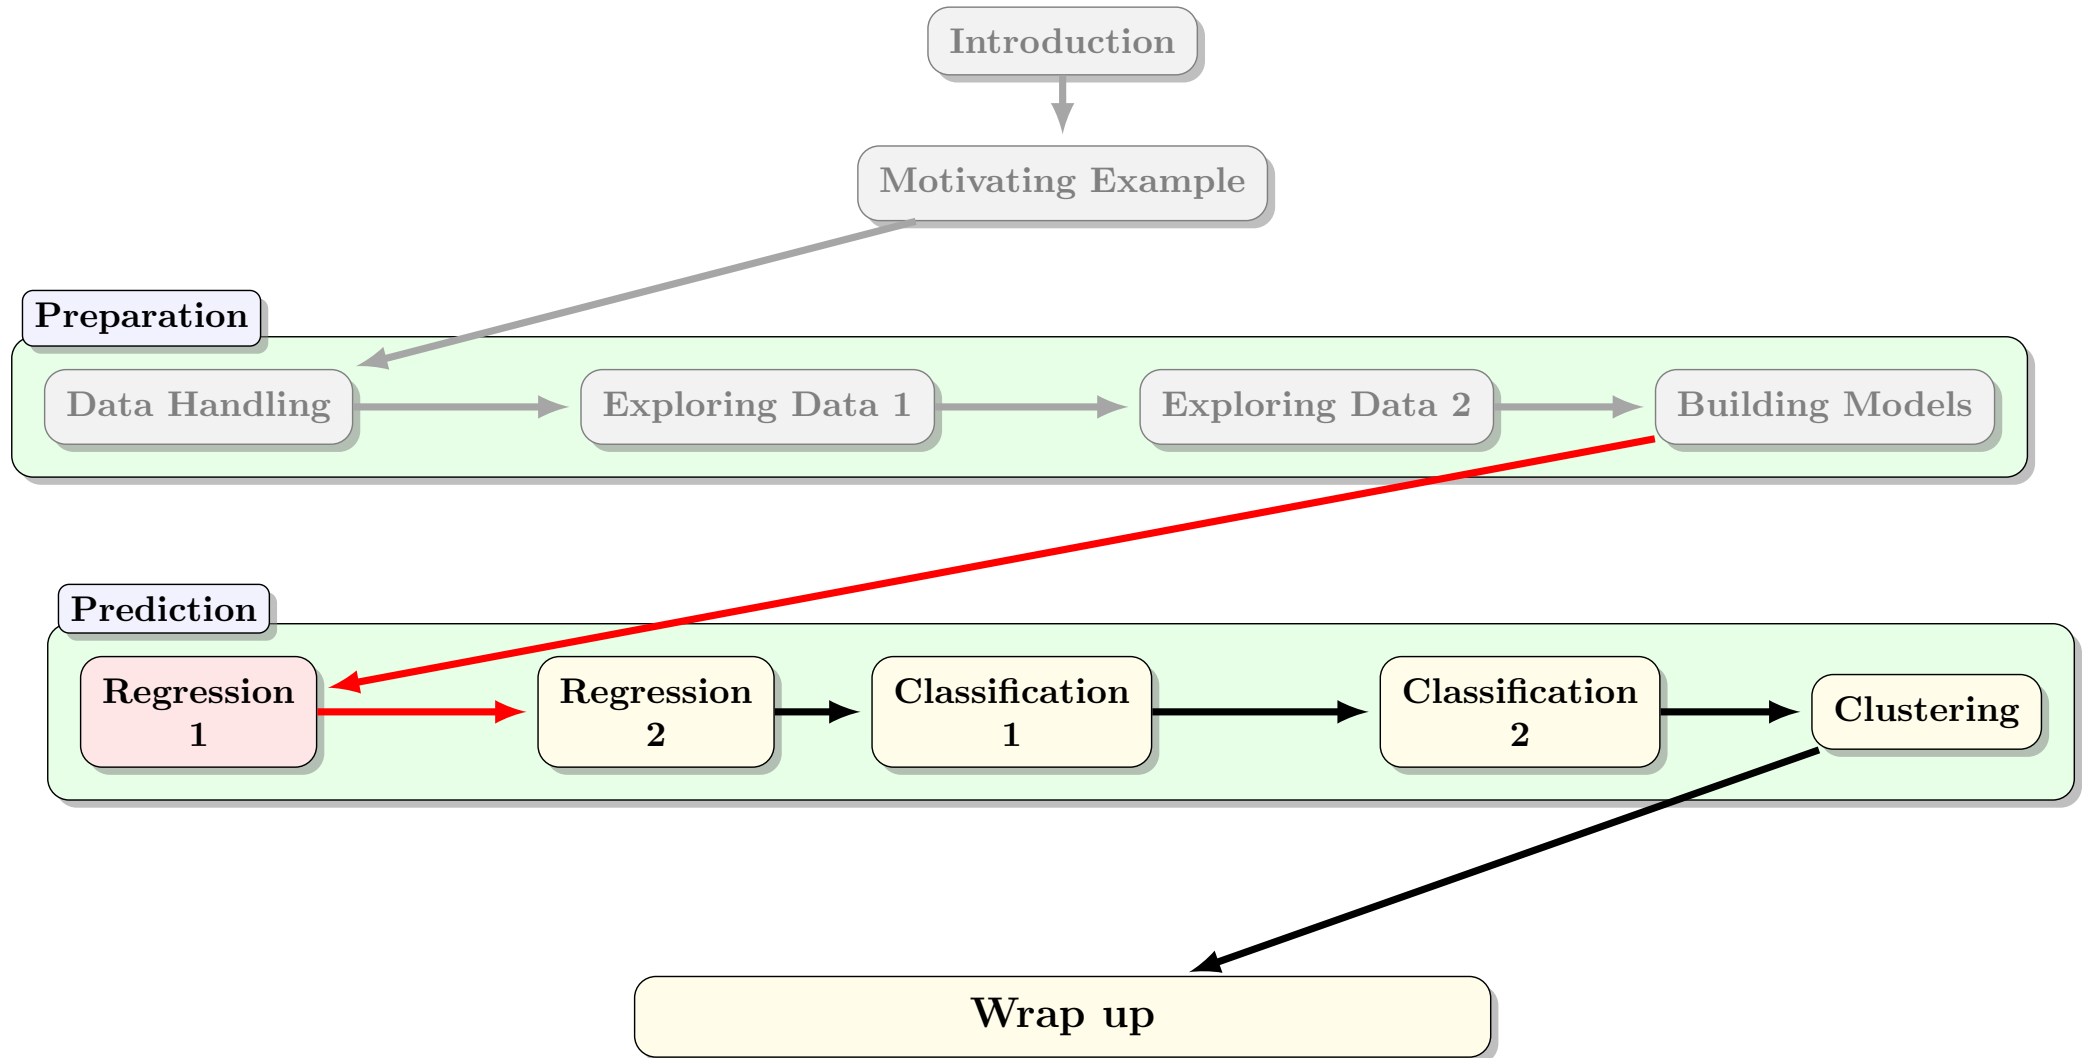 Introduction
Motivating Example
Preparation
Data Handling
Exploring Data 1
Exploring Data 2
Building Models
Prediction
Regression
1
Regression
2
Classification
1
Classification
2
Clustering
Wrap up